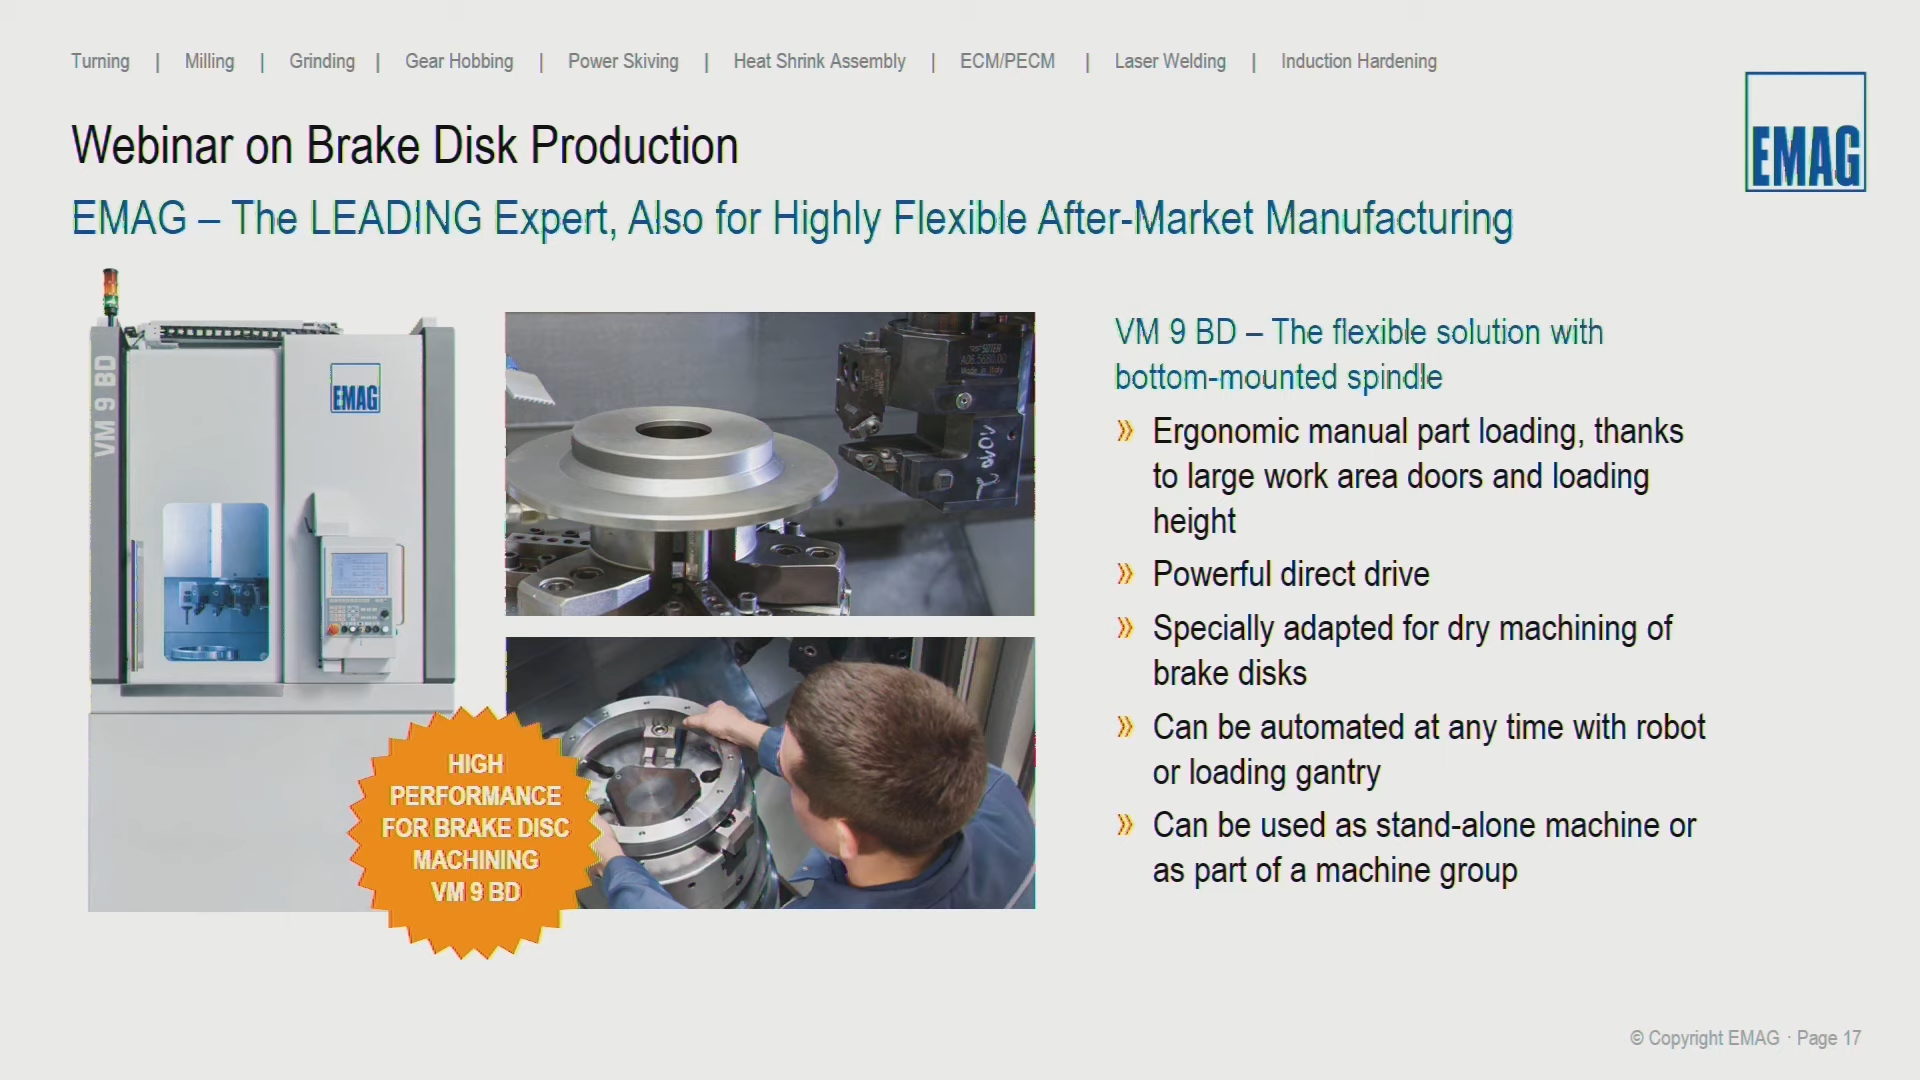 Turning | Milling | Grinding | Gear Hobbing | Power Skiving | Heat Shrink Assembly | ECM/PECM | Laser Welding | Induction Hardening
EMAG
Webinar on Brake Disk Production
EMAG – The LEADING Expert, Also for Highly Flexible After-Market Manufacturing
VM 9 BD
EMAG
SUTER
Made in Italy
VM 9 BD – The flexible solution with
bottom-mounted spindle
» Ergonomic manual part loading, thanks
to large work area doors and loading
height
» Powerful direct drive
» Specially adapted for dry machining of
brake disks
» Can be automated at any time with robot
or loading gantry
» Can be used as stand-alone machine or
as part of a machine group
HIGH
PERFORMANCE
FOR BRAKE DISC
MACHINING
VM 9 BD
© Copyright EMAG · Page 17